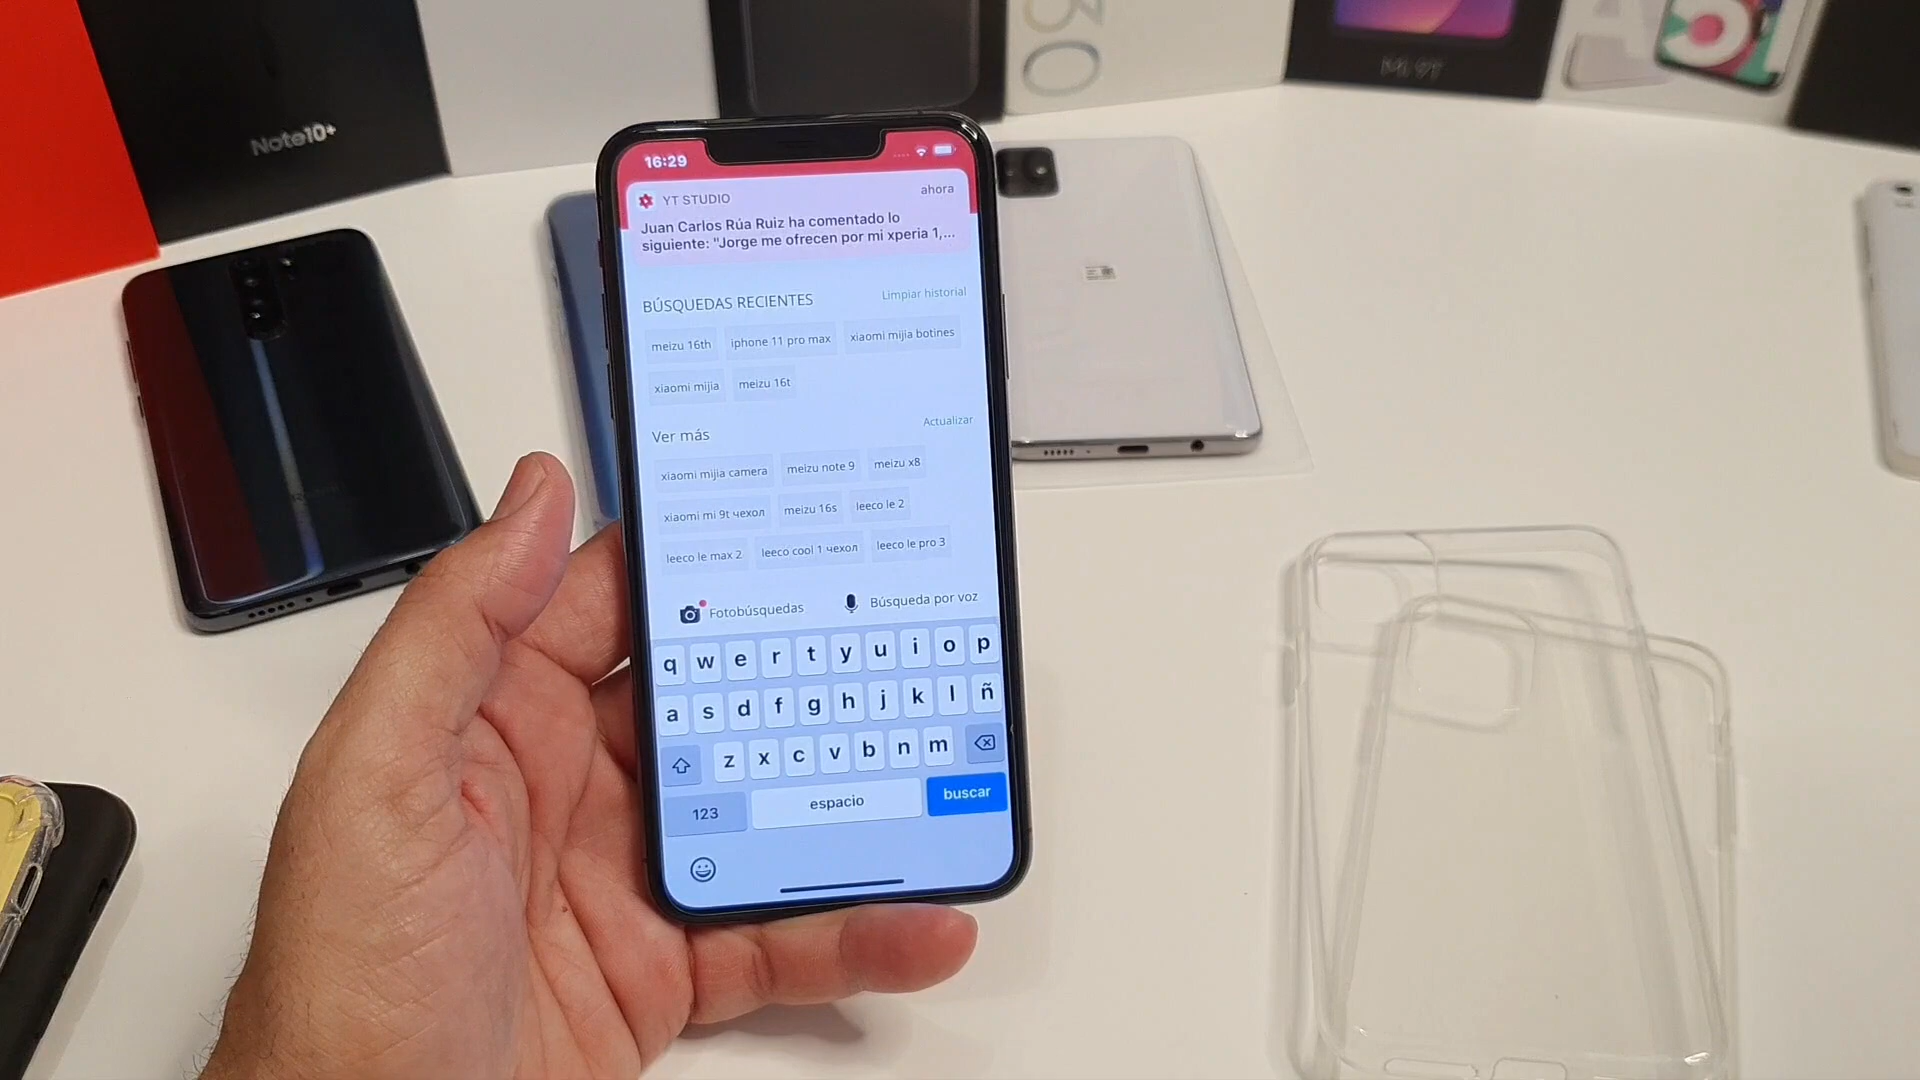 Note10+
30
Mi 9T
A51
16:29
YT STUDIO
ahora
Juan Carlos Rúa Ruiz ha comentado lo
siguiente: "Jorge me ofrecen por mi xperia 1,...
BÚSQUEDAS RECIENTES
Limpiar historial
meizu 16th
iphone 11 pro max
xiaomi mijia botines
xiaomi mijia
meizu 16t
Ver más
Actualizar
xiaomi mijia camera
meizu note 9
meizu x8
xiaomi mi 9t чехол
meizu 16s
leeco le 2
leeco le max 2
leeco cool 1 чехол
leeco le pro 3
Fotobúsquedas
Búsqueda por voz
q w e r t y u i o p
a s d f g h j k l ñ
z x c v b n m
123
espacio
buscar